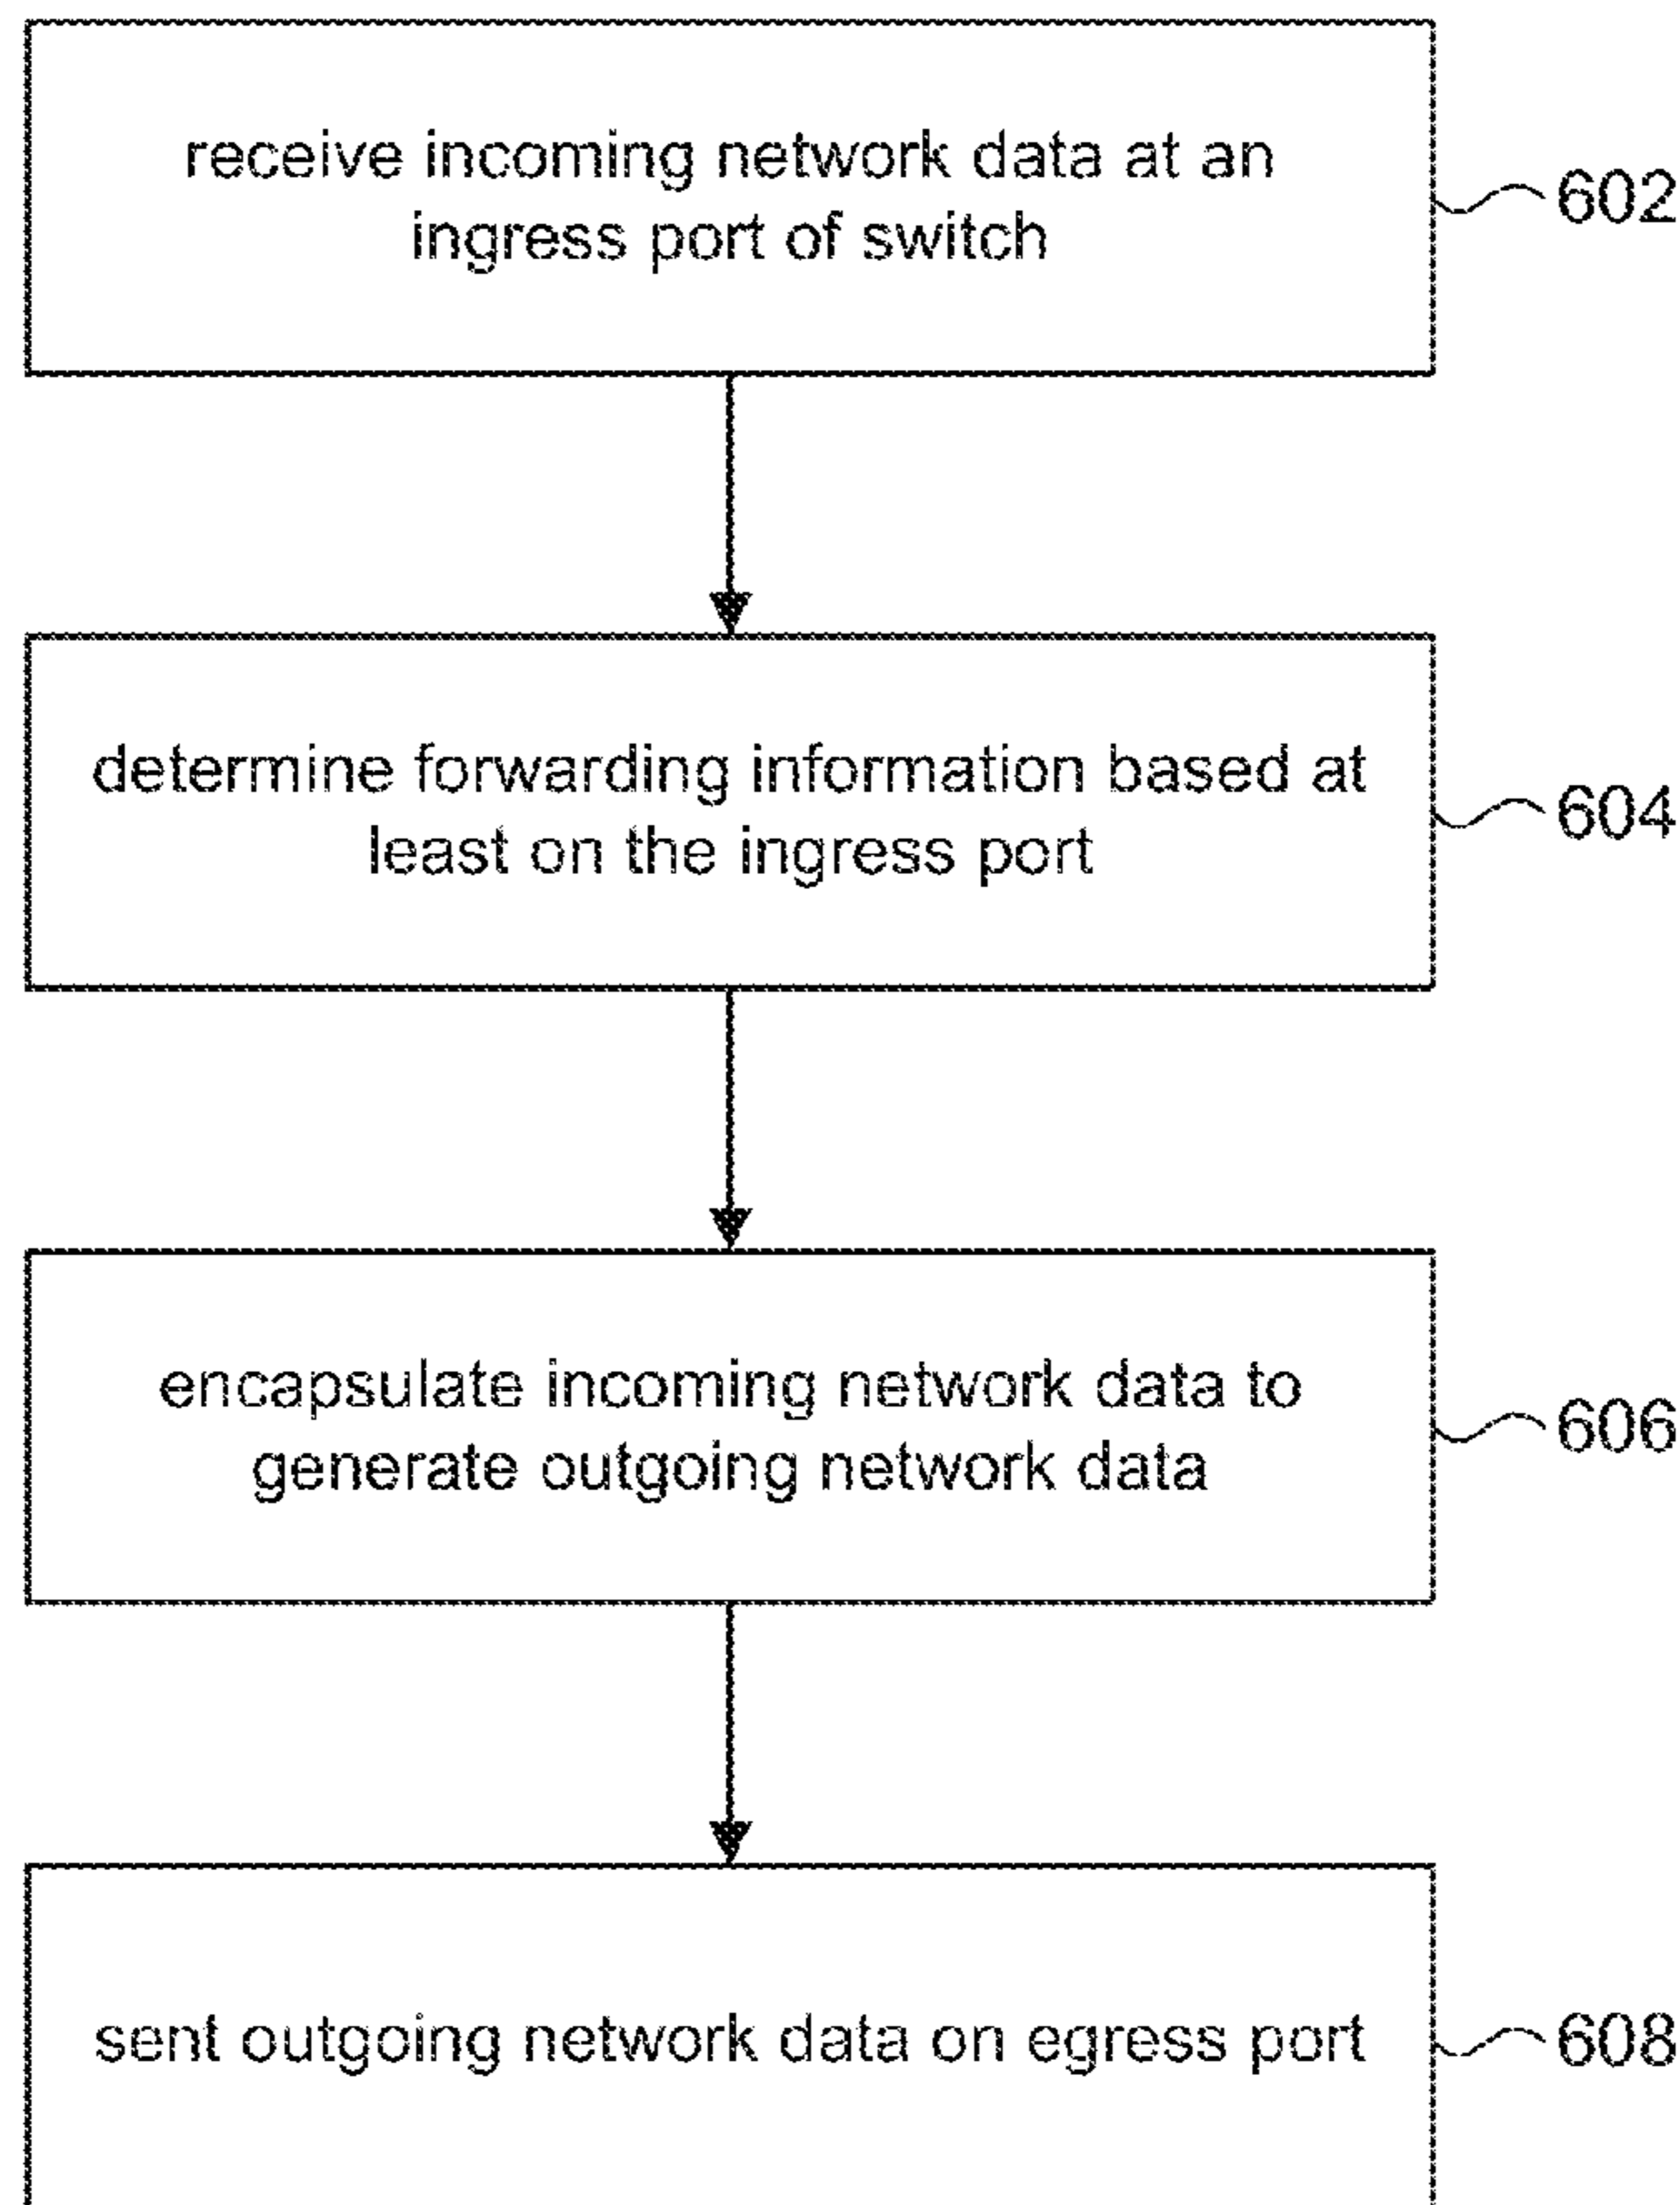 receive incoming network data at an
ingress port of switch
602
determine forwarding information based at
least on the ingress port
604
encapsulate incoming network data to
generate outgoing network data
606
sent outgoing network data on egress port
608